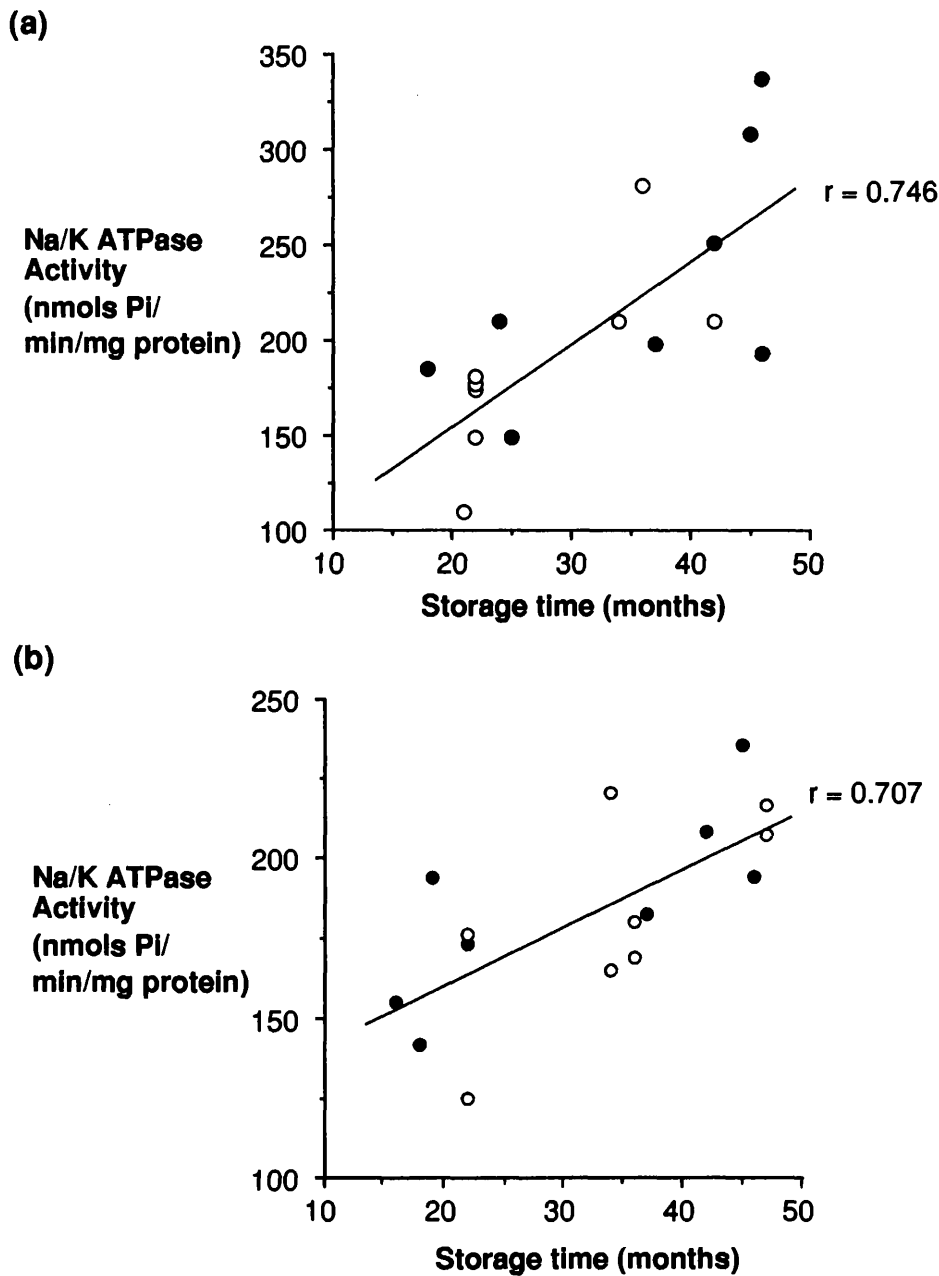 (a)
350
300
250
200
150
100
Na/K ATPase
Activity
(nmols Pi/
min/mg protein)
r = 0.746
10 20 30 40 50
Storage time (months)
(b)
250
200
150
100
Na/K ATPase
Activity
(nmols Pi/
min/mg protein)
r = 0.707
10 20 30 40 50
Storage time (months)